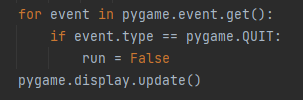 for event in pygame.event.get():
    if event.type == pygame.QUIT:
        run = False
pygame.display.update()